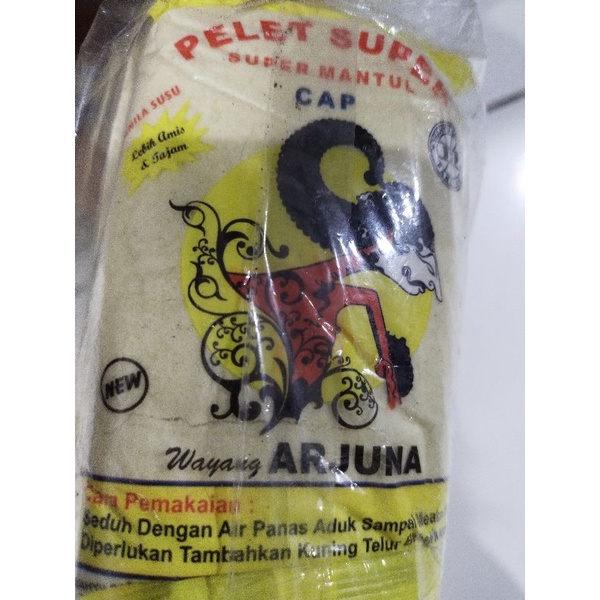 PELET SUPER
SUPER MANTUL
CAP
SUSU
Lebih Amis
& Tajam
NEW
Wayang ARJUNA
Cara Pemakaian :
Seduh Dengan Air Panas Aduk
Diperlukan Tambahkan Kuning Telur